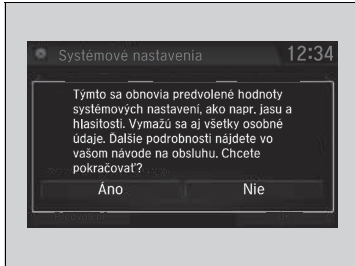 Systémové nastavenia
12:34
Týmto sa obnovia predvolené hodnoty
systémových nastavení, ako napr. jasu a
hlasitosti. Vymažú sa aj všetky osobné
údaje. Ďalšie podrobnosti nájdete vo
vašom návode na obsluhu. Chcete
pokračovať?
Áno
Nie